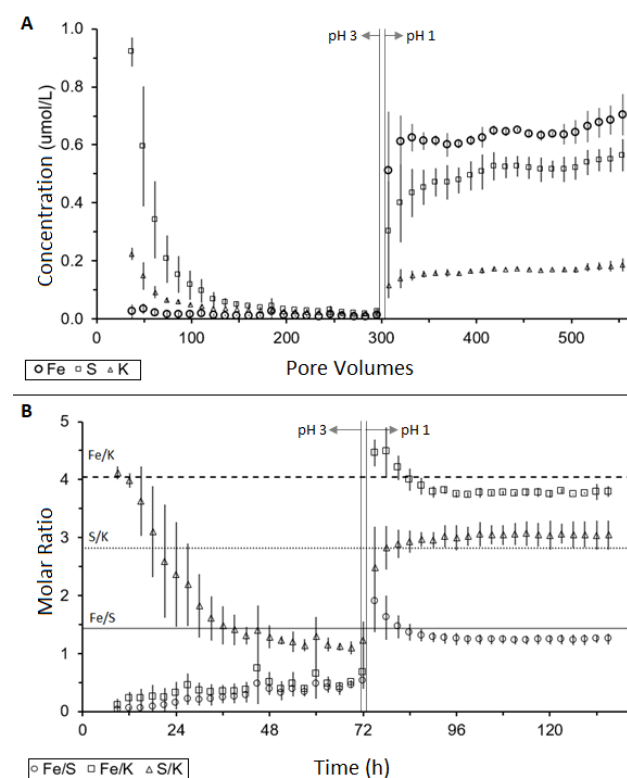 A
pH 3
pH 1
Concentration (umol/L)
1.0
0.8
0.6
0.4
0.2
0.0
0 100 200 300 400 500
Pore Volumes
Fe S K
B
pH 3
pH 1
Molar Ratio
5
4
3
2
1
0
Fe/K
S/K
Fe/S
0 24 48 72 96 120
Time (h)
Fe/S Fe/K S/K